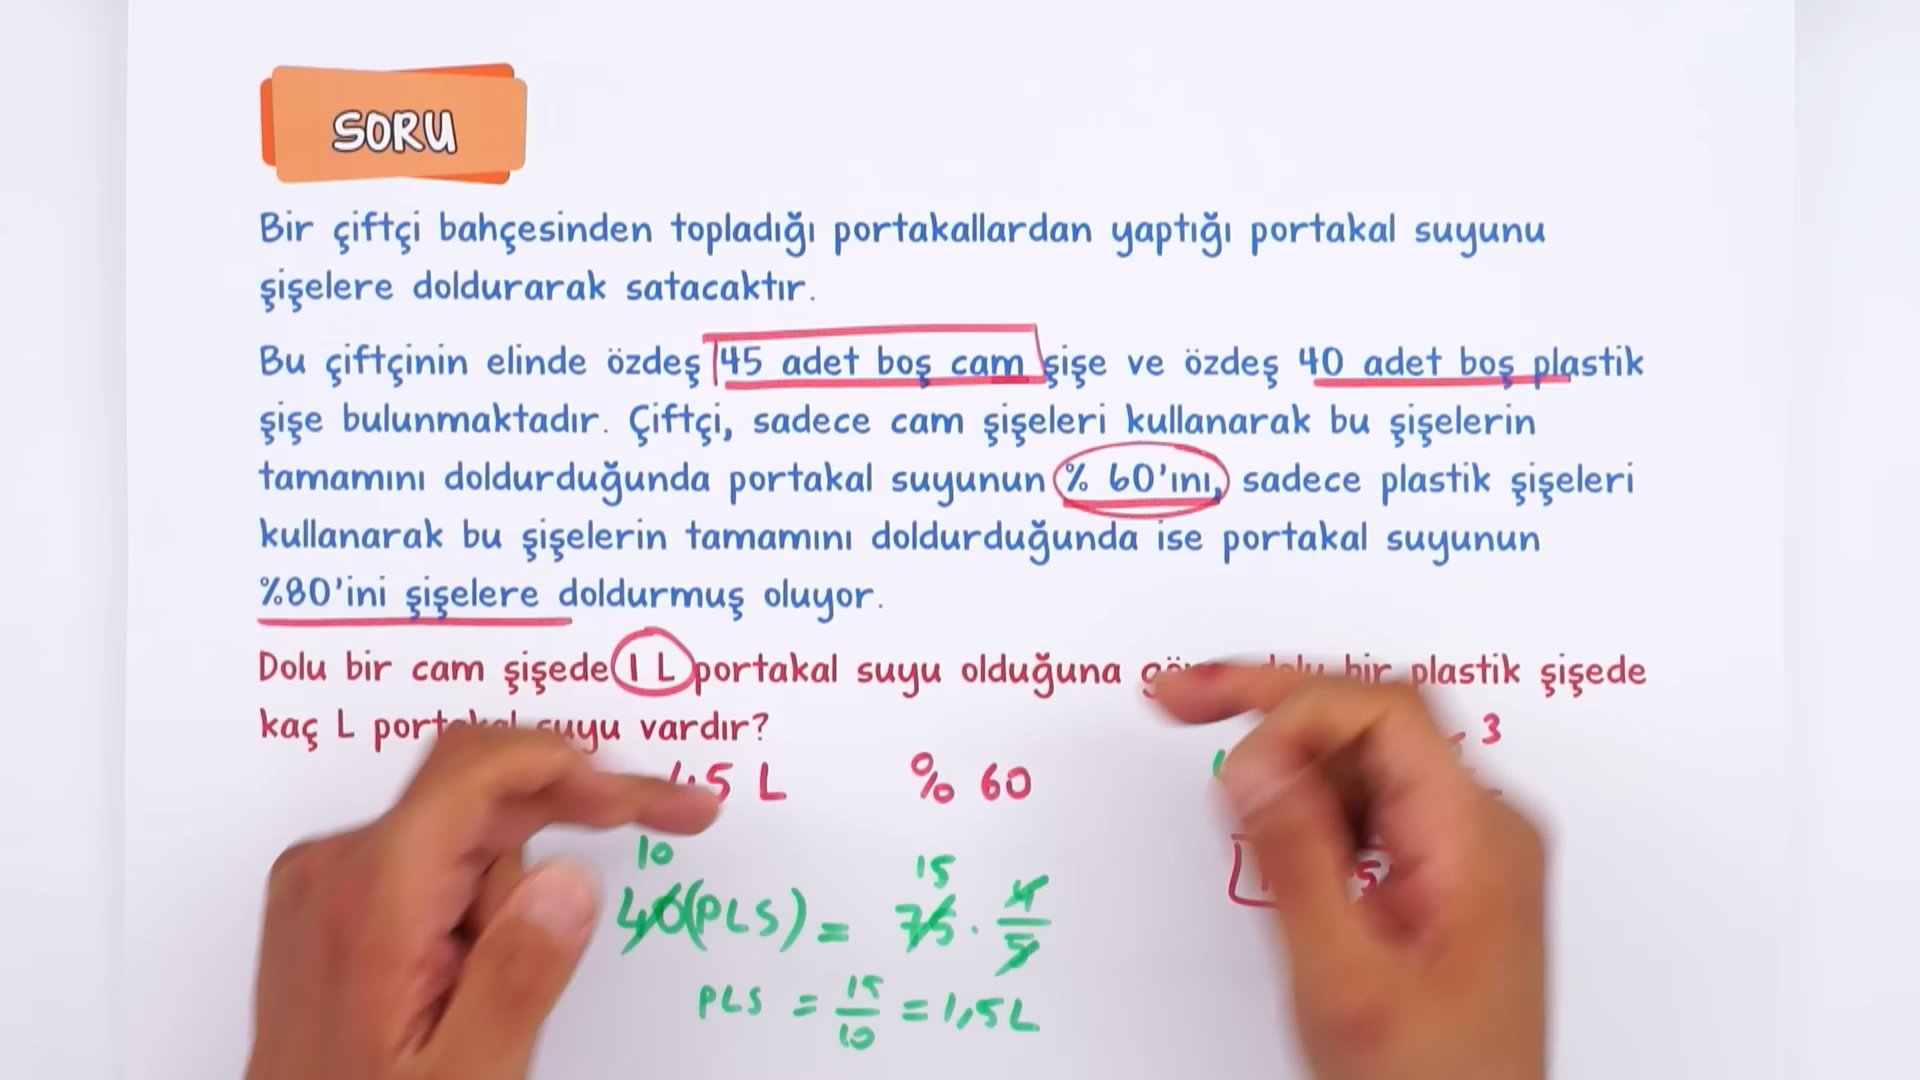 SORU
Bir çiftçi bahçesinden topladığı portakallardan yaptığı portakal suyunu
şişelere doldurarak satacaktır.
Bu çiftçinin elinde özdeş 45 adet boş cam şişe ve özdeş 40 adet boş plastik
şişe bulunmaktadır. Çiftçi, sadece cam şişeleri kullanarak bu şişelerin
tamamını doldurduğunda portakal suyunun % 60'ını, sadece plastik şişeleri
kullanarak bu şişelerin tamamını doldurduğunda ise portakal suyunun
%80'ini şişelere doldurmuş oluyor.
Dolu bir cam şişede 1 L portakal suyu olduğuna göre, dolu bir plastik şişede
kaç L portakal suyu vardır?
3
45 L % 60
10 15
40(PLS) = 75 · 4/5
PLS = 15/10 = 1,5L